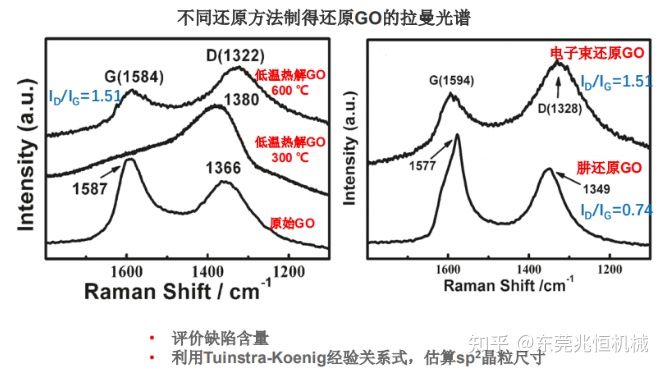 不同还原方法制得还原GO的拉曼光谱
Intensity (a.u.)
I_D/I_G=1.51
G(1584)
D(1322)
低温热解GO
600 ℃
1380
低温热解GO
300 ℃
1587
1366
原始GO
1600
1400
1200
Raman Shift / cm⁻¹
Intensity (a.u.)
电子束还原GO
G(1594)
I_D/I_G=1.51
D(1328)
1577
肼还原GO
1349
I_D/I_G=0.74
1600
1400
1200
Raman Shift / cm⁻¹
• 评价缺陷含量
• 利用Tuinstra-Koenig经验关系式，估算sp²晶粒尺寸
知乎 @东莞兆恒机械